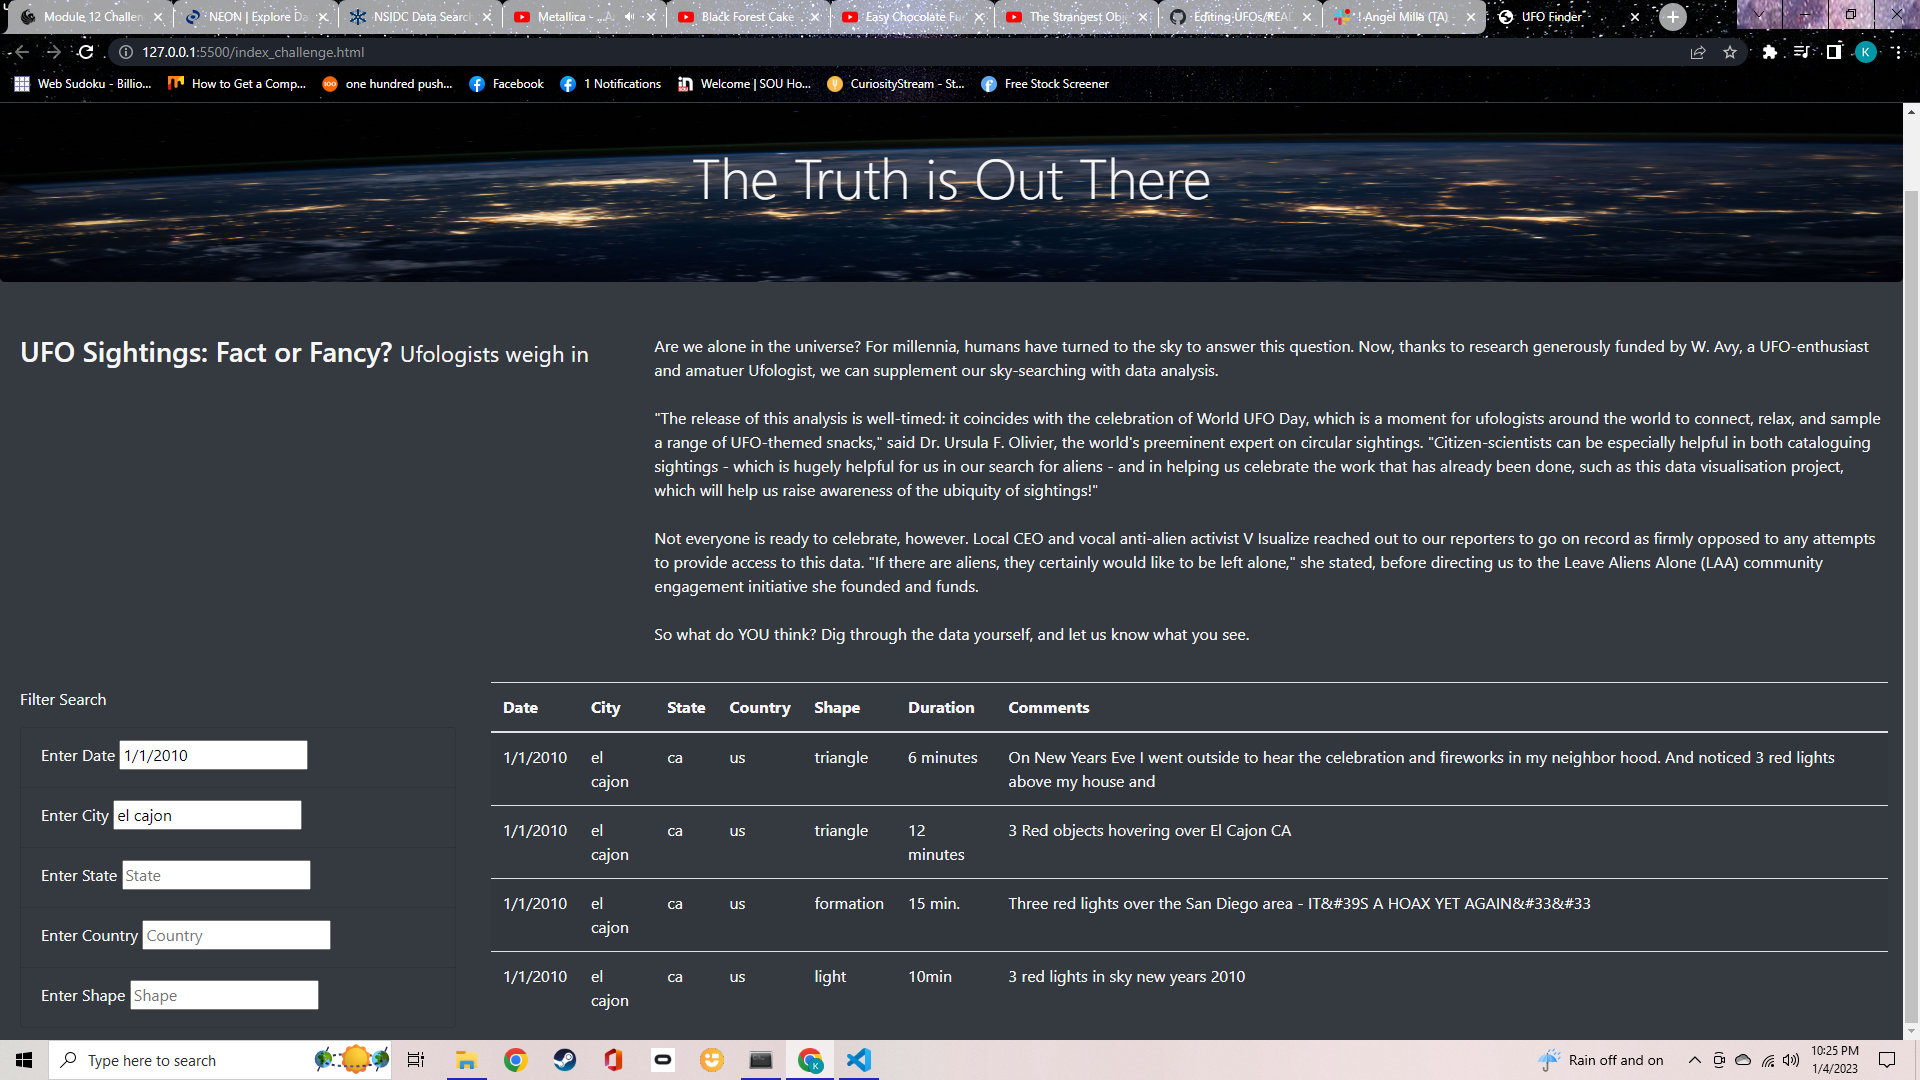 Module 12 Challen
NEON | Explore Da
NSIDC Data Searc
Metallica - ...A
Black Forest Cake
Easy Chocolate Fu
The Strangest Obj
Editing UFOs/REA
! Angel Milla (TA)
UFO Finder
127.0.0.1:5500/index_challenge.html
K
Web Sudoku - Billio...
How to Get a Comp...
100
one hundred push...
Facebook
1 Notifications
Welcome | SOU Ho...
CuriosityStream - St...
Free Stock Screener
The Truth is Out There
UFO Sightings: Fact or Fancy? Ufologists weigh in
Are we alone in the universe? For millennia, humans have turned to the sky to answer this question. Now, thanks to research generously funded by W. Avy, a UFO-enthusiast
and amatuer Ufologist, we can supplement our sky-searching with data analysis.
"The release of this analysis is well-timed: it coincides with the celebration of World UFO Day, which is a moment for ufologists around the world to connect, relax, and sample
a range of UFO-themed snacks," said Dr. Ursula F. Olivier, the world's preeminent expert on circular sightings. "Citizen-scientists can be especially helpful in both cataloguing
sightings - which is hugely helpful for us in our search for aliens - and in helping us celebrate the work that has already been done, such as this data visualisation project,
which will help us raise awareness of the ubiquity of sightings!"
Not everyone is ready to celebrate, however. Local CEO and vocal anti-alien activist V Isualize reached out to our reporters to go on record as firmly opposed to any attempts
to provide access to this data. "If there are aliens, they certainly would like to be left alone," she stated, before directing us to the Leave Aliens Alone (LAA) community
engagement initiative she founded and funds.
So what do YOU think? Dig through the data yourself, and let us know what you see.
Filter Search
Enter Date 1/1/2010
Enter City el cajon
Enter State State
Enter Country Country
Enter Shape Shape
Date City State Country Shape Duration Comments
1/1/2010 el ca us triangle 6 minutes On New Years Eve I went outside to hear the celebration and fireworks in my neighbor hood. And noticed 3 red lights
cajon above my house and
1/1/2010 el ca us triangle 12 3 Red objects hovering over El Cajon CA
cajon minutes
1/1/2010 el ca us formation 15 min. Three red lights over the San Diego area - IT&#39S A HOAX YET AGAIN&#33&#33
cajon
1/1/2010 el ca us light 10min 3 red lights in sky new years 2010
cajon
Type here to search
K
Rain off and on
10:25 PM
1/4/2023